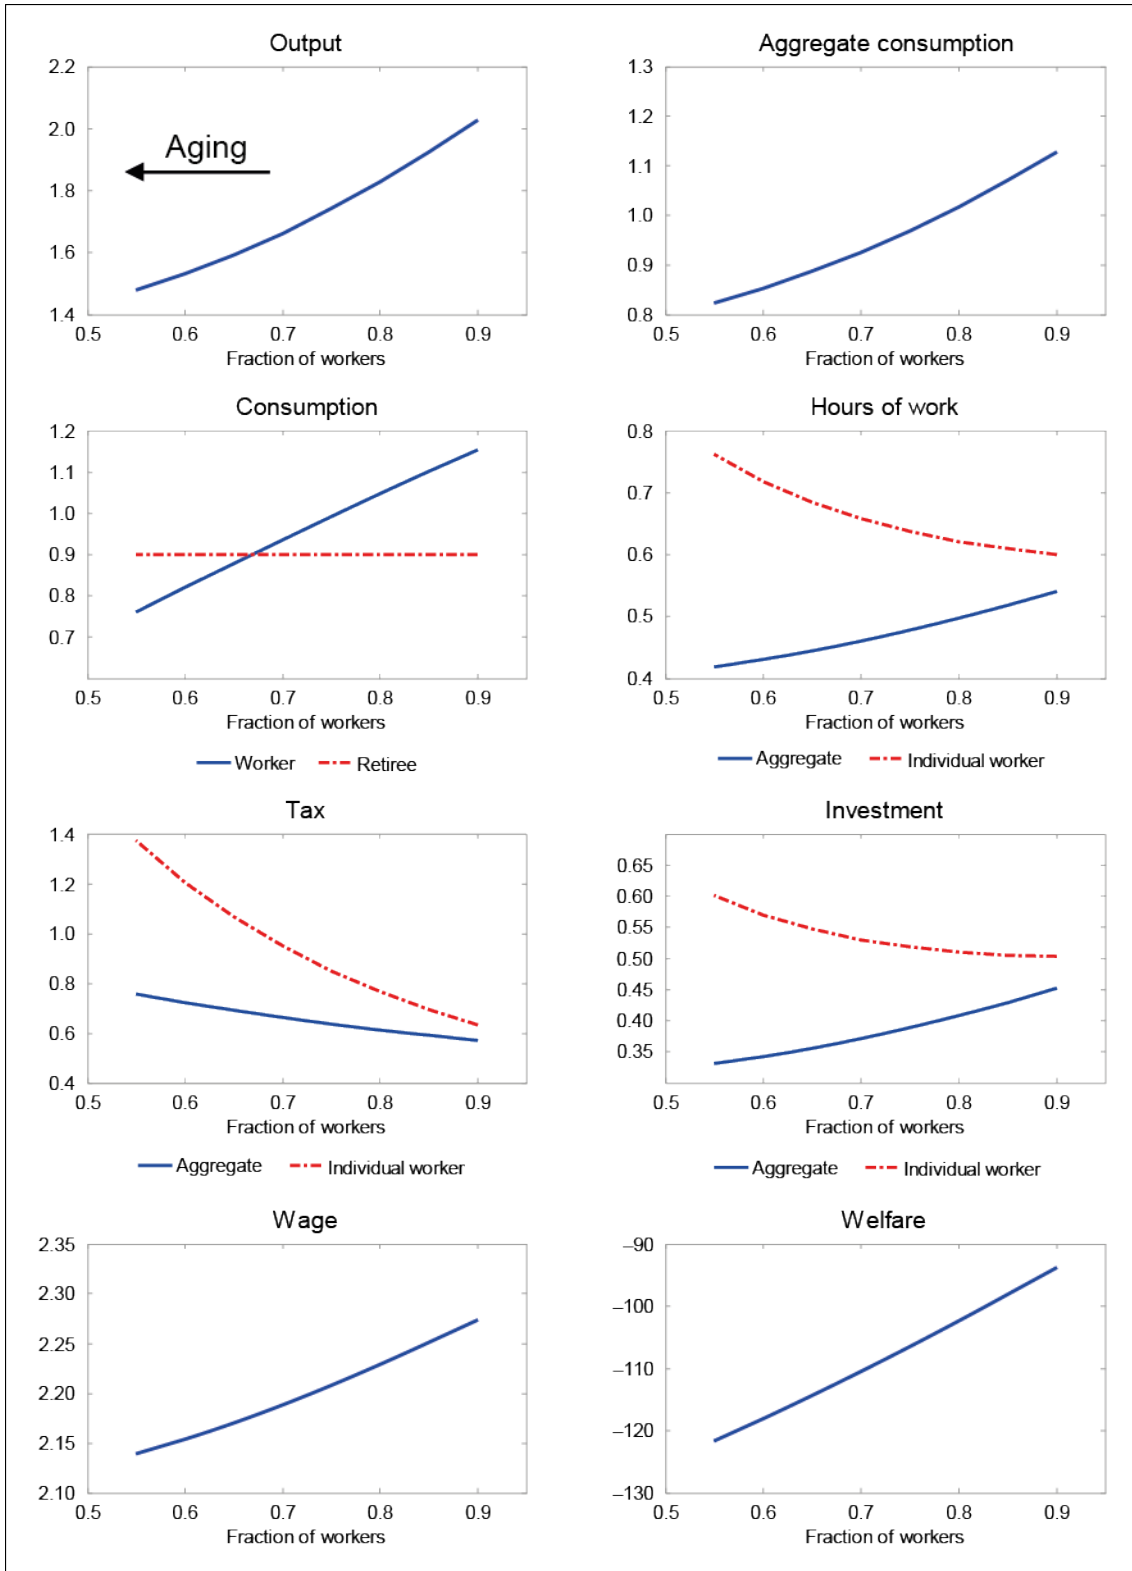 Output
2.2
2.0
1.8
1.6
1.4
Aging
0.5 0.6 0.7 0.8 0.9
Fraction of workers
Aggregate consumption
1.3
1.2
1.1
1.0
0.9
0.8
0.5 0.6 0.7 0.8 0.9
Fraction of workers
Consumption
1.2
1.1
1.0
0.9
0.8
0.7
0.5 0.6 0.7 0.8 0.9
Fraction of workers
Worker Retiree
Hours of work
0.8
0.7
0.6
0.5
0.4
0.5 0.6 0.7 0.8 0.9
Fraction of workers
Aggregate Individual worker
Tax
1.4
1.2
1.0
0.8
0.6
0.4
0.5 0.6 0.7 0.8 0.9
Fraction of workers
Aggregate Individual worker
Investment
0.65
0.60
0.55
0.50
0.45
0.40
0.35
0.5 0.6 0.7 0.8 0.9
Fraction of workers
Aggregate Individual worker
Wage
2.35
2.30
2.25
2.20
2.15
2.10
0.5 0.6 0.7 0.8 0.9
Fraction of workers
Welfare
–90
–100
–110
–120
–130
0.5 0.6 0.7 0.8 0.9
Fraction of workers